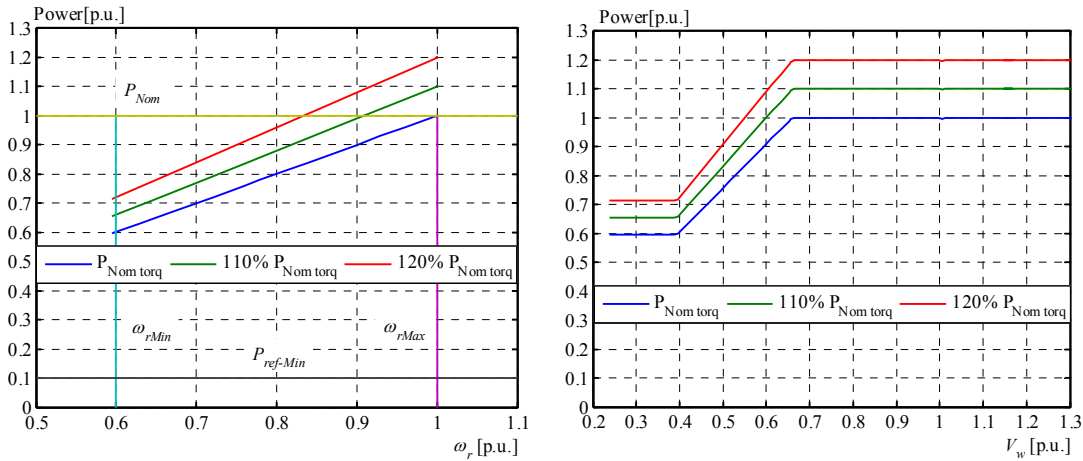 Power[p.u.]
1.3
1.2
1.1
1
0.9
0.8
0.7
0.6
0.5
0.4
0.3
0.2
0.1
0
P_Nom
P_Nom torq 110% P_Nom torq 120% P_Nom torq
ω_rMin
ω_rMax
P_ref-Min
0.5 0.6 0.7 0.8 0.9 1 1.1
ω_r [p.u.]
Power[p.u.]
1.3
1.2
1.1
1
0.9
0.8
0.7
0.6
0.5
0.4
0.3
0.2
0.1
0
P_Nom torq 110% P_Nom torq 120% P_Nom torq
0.2 0.3 0.4 0.5 0.6 0.7 0.8 0.9 1 1.1 1.2 1.3
V_w [p.u.]